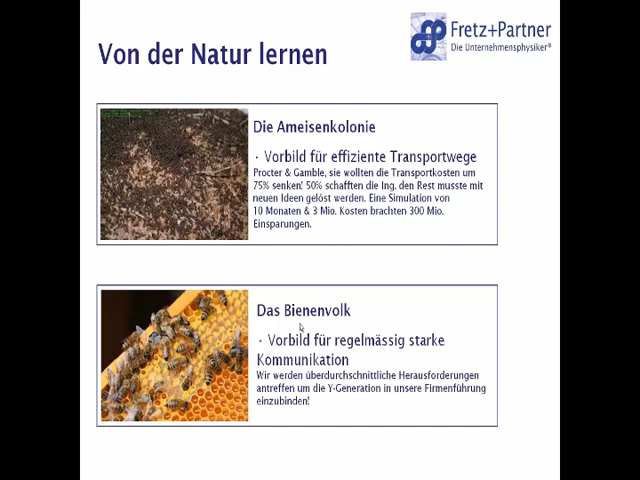 Von der Natur lernen
Fretz+Partner
Die Unternehmensphysiker®
Die Ameisenkolonie
· Vorbild für effiziente Transportwege
Procter & Gamble, sie wollten die Transportkosten um
75% senken! 50% schafften die Ing. den Rest musste mit
neuen Ideen gelöst werden. Eine Simulation von
10 Monaten & 3 Mio. Kosten brachten 300 Mio.
Einsparungen.
Das Bienenvolk
· Vorbild für regelmässig starke
Kommunikation
Wir werden überdurchschnittliche Herausforderungen
antreffen um die Y-Generation in unsere Firmenführung
einzubinden!